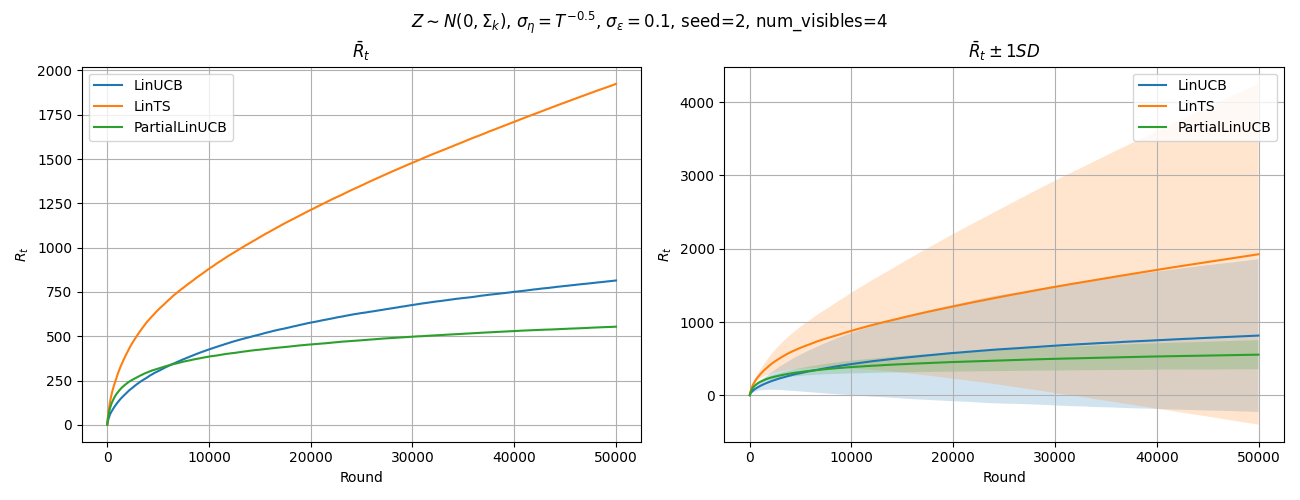 Z ∼ N(0, Σ_k), σ_η = T^{−0.5}, σ_ε = 0.1, seed=2, num_visibles=4
R̄_t
2000
1750
1500
1250
1000
750
500
250
0
R_t
LinUCB
LinTS
PartialLinUCB
0 10000 20000 30000 40000 50000
Round
R̄_t ± 1SD
4000
3000
2000
1000
0
R_t
LinUCB
LinTS
PartialLinUCB
0 10000 20000 30000 40000 50000
Round